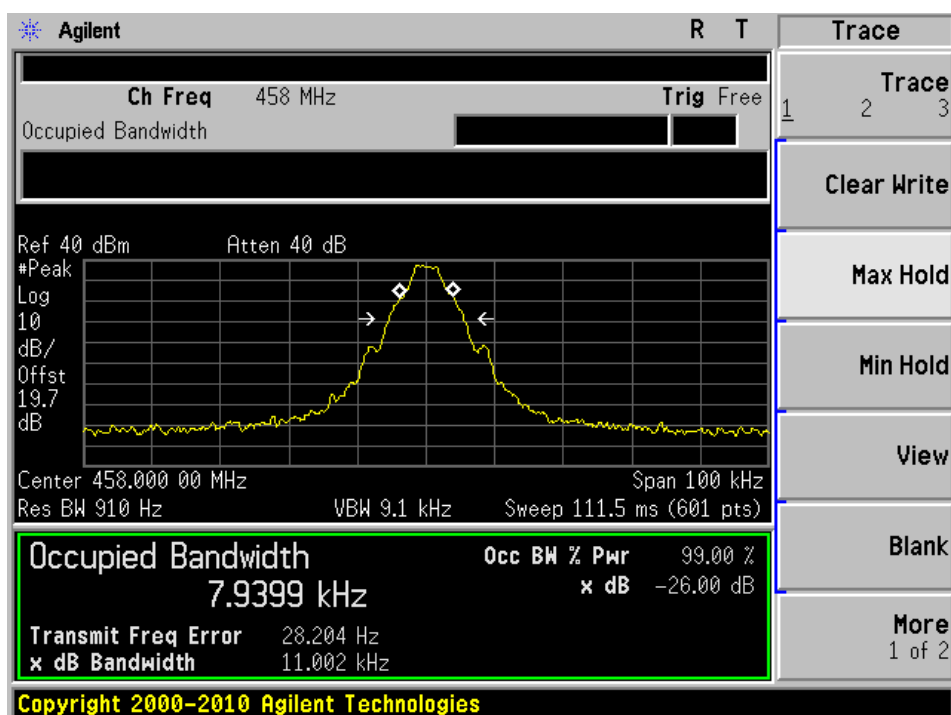 Agilent R T Trace
Ch Freq 458 MHz Trig Free
Occupied Bandwidth
Trace
1 2 3
Clear Write
Max Hold
Min Hold
View
Blank
More
1 of 2
Ref 40 dBm Atten 40 dB
#Peak
Log
10
dB/
Offst
19.7
dB
Center 458.000 00 MHz Span 100 kHz
Res BW 910 Hz VBW 9.1 kHz Sweep 111.5 ms (601 pts)
Occupied Bandwidth Occ BW % Pwr 99.00 %
7.9399 kHz x dB -26.00 dB
Transmit Freq Error 28.204 Hz
x dB Bandwidth 11.002 kHz
Copyright 2000-2010 Agilent Technologies